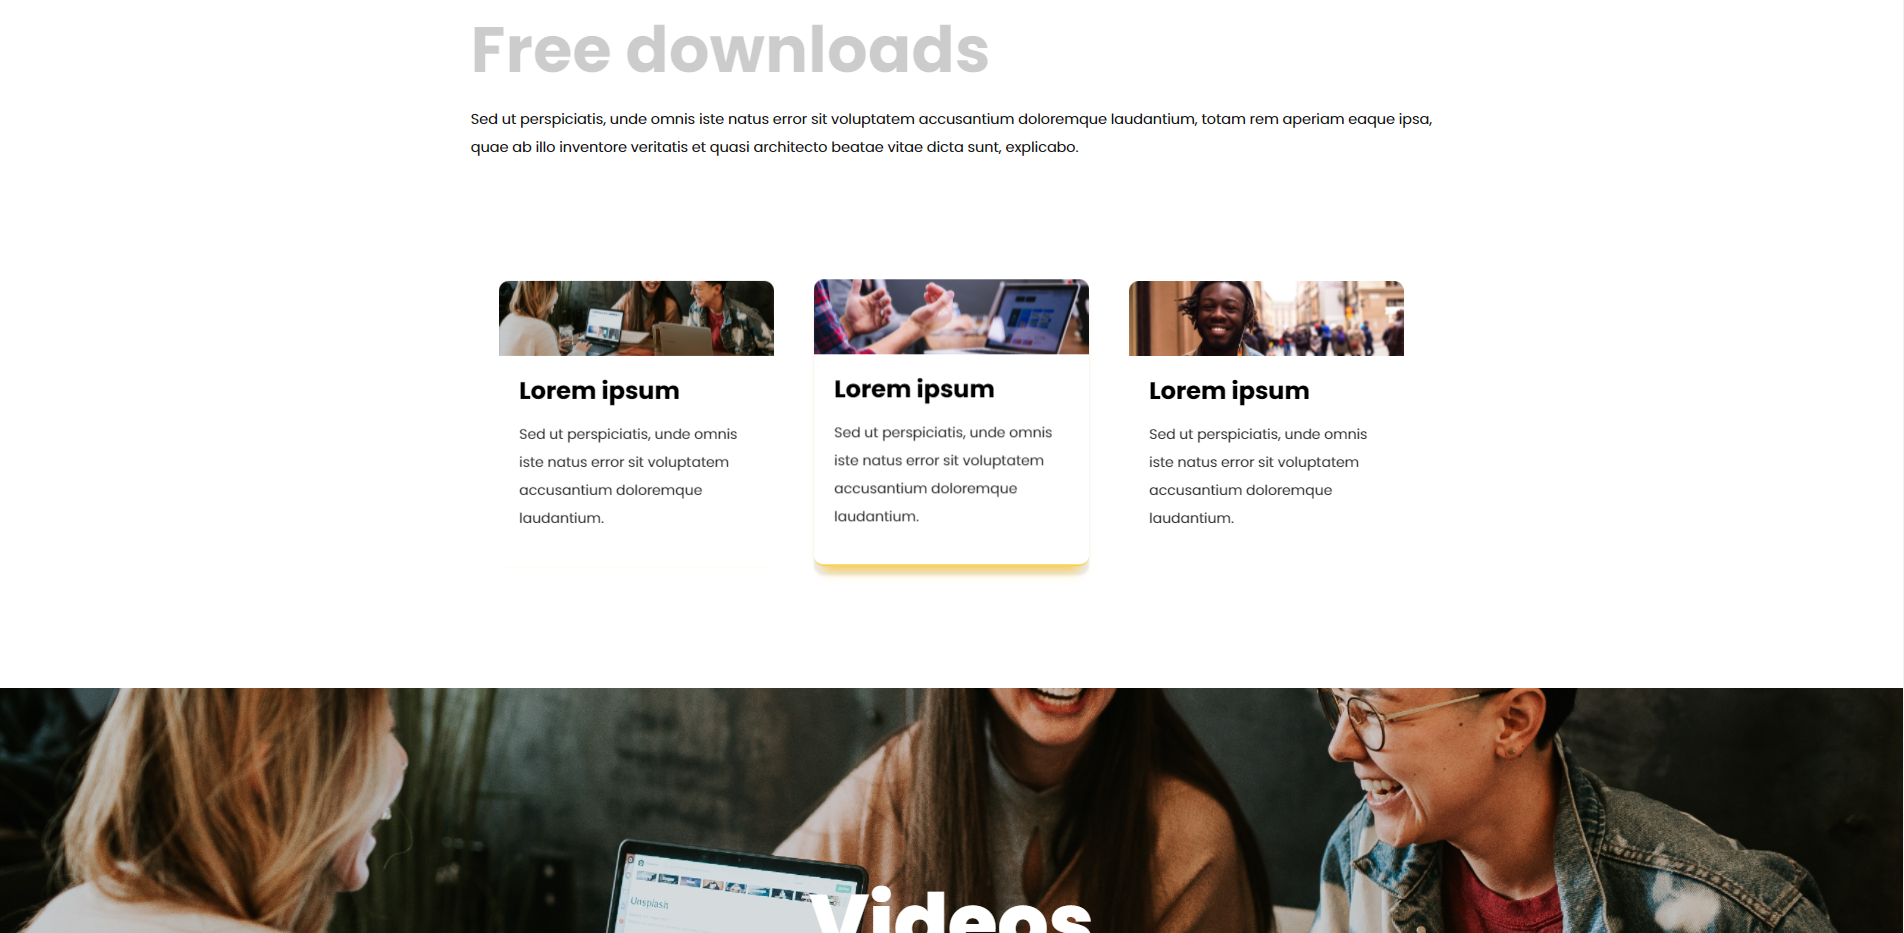 Free downloads
Sed ut perspiciatis, unde omnis iste natus error sit voluptatem accusantium doloremque laudantium, totam rem aperiam eaque ipsa,
quae ab illo inventore veritatis et quasi architecto beatae vitae dicta sunt, explicabo.
Lorem ipsum
Sed ut perspiciatis, unde omnis
iste natus error sit voluptatem
accusantium doloremque
laudantium.
Lorem ipsum
Sed ut perspiciatis, unde omnis
iste natus error sit voluptatem
accusantium doloremque
laudantium.
Lorem ipsum
Sed ut perspiciatis, unde omnis
iste natus error sit voluptatem
accusantium doloremque
laudantium.
Unsplash
Videos